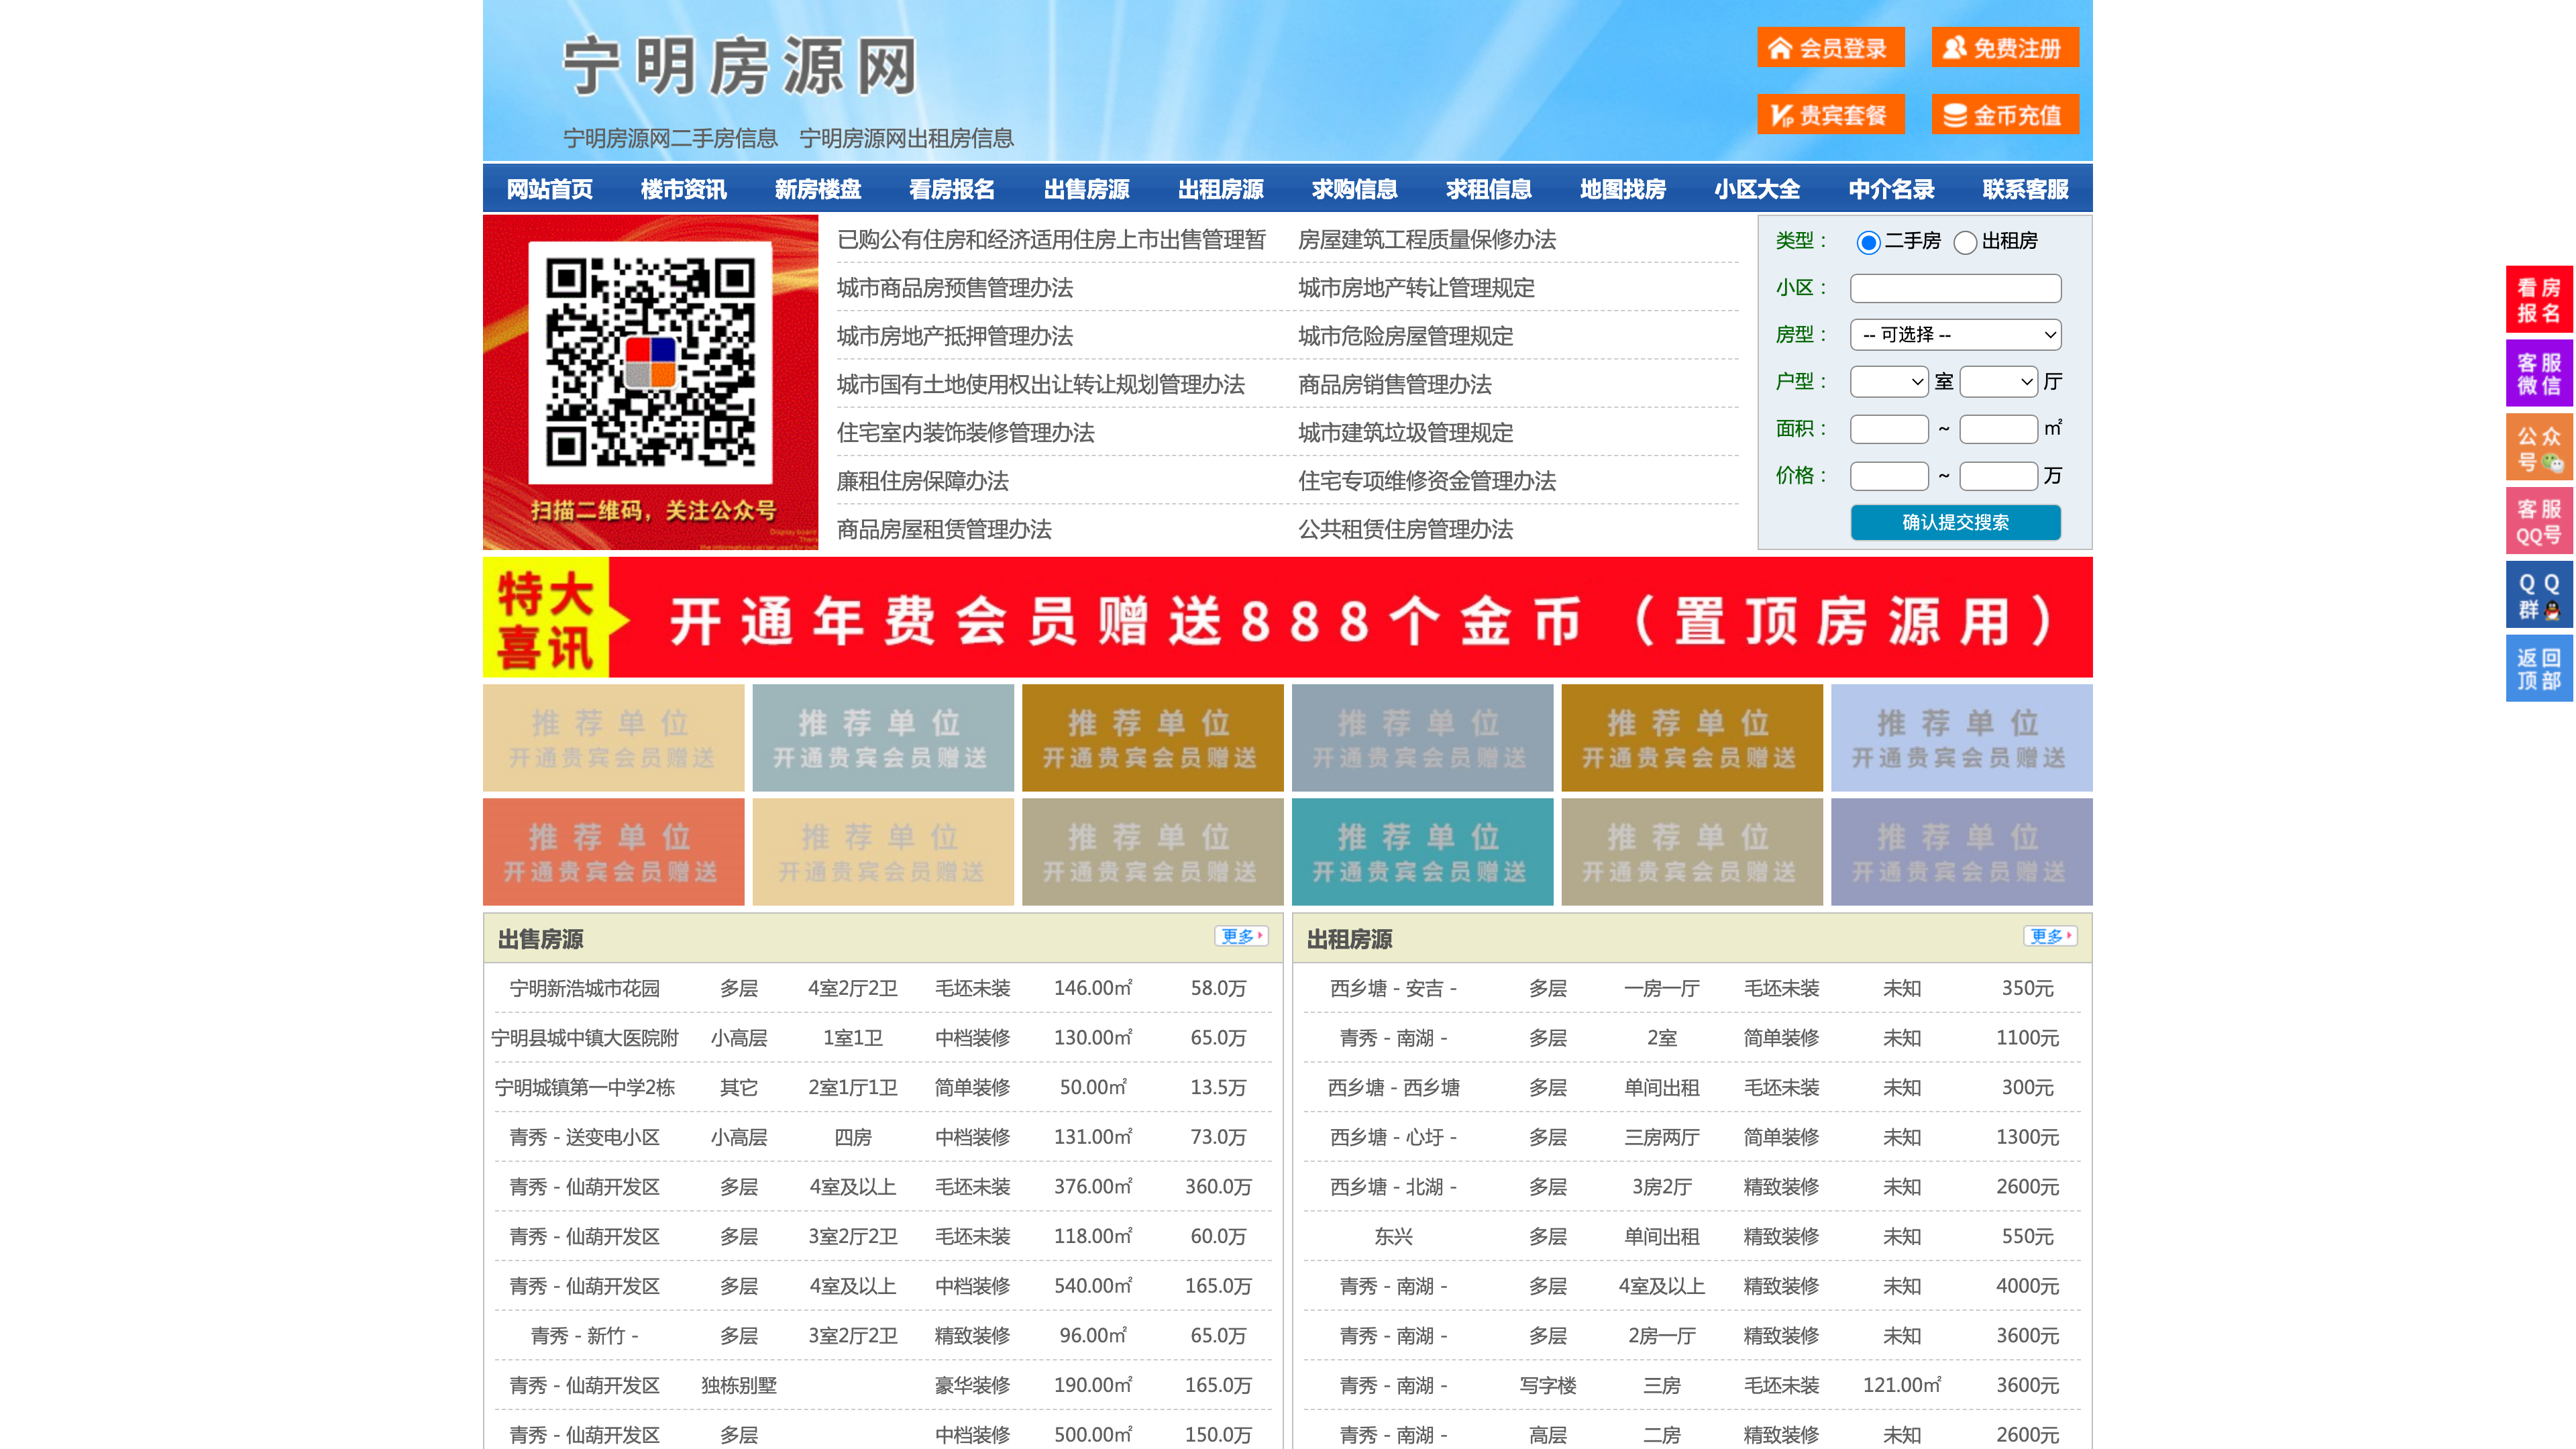 宁明房源网
宁明房源网二手房信息 宁明房源网出租房信息
会员登录 免费注册
贵宾套餐 金币充值
网站首页 楼市资讯 新房楼盘 看房报名 出售房源 出租房源 求购信息 求租信息 地图找房 小区大全 中介名录 联系客服
扫描二维码，关注公众号
已购公有住房和经济适用住房上市出售管理暂 房屋建筑工程质量保修办法
城市商品房预售管理办法 城市房地产转让管理规定
城市房地产抵押管理办法 城市危险房屋管理规定
城市国有土地使用权出让转让规划管理办法 商品房销售管理办法
住宅室内装饰装修管理办法 城市建筑垃圾管理规定
廉租住房保障办法 住宅专项维修资金管理办法
商品房屋租赁管理办法 公共租赁住房管理办法
类型： 二手房 出租房
小区：
房型： -- 可选择 --
户型： 室 厅
面积： ~ ㎡
价格： ~ 万
确认提交搜索
看房
报名
客服
微信
公众
号
客服
QQ号
QQ
群
返回
顶部
特大
喜讯
开通年费会员赠送888个金币（置顶房源用）
推荐单位 推荐单位 推荐单位 推荐单位 推荐单位 推荐单位
开通贵宾会员赠送 开通贵宾会员赠送 开通贵宾会员赠送 开通贵宾会员赠送 开通贵宾会员赠送 开通贵宾会员赠送
推荐单位 推荐单位 推荐单位 推荐单位 推荐单位 推荐单位
开通贵宾会员赠送 开通贵宾会员赠送 开通贵宾会员赠送 开通贵宾会员赠送 开通贵宾会员赠送 开通贵宾会员赠送
出售房源 更多
宁明新浩城市花园 多层 4室2厅2卫 毛坯未装 146.00㎡ 58.0万
宁明县城中镇大医院附 小高层 1室1卫 中档装修 130.00㎡ 65.0万
宁明城镇第一中学2栋 其它 2室1厅1卫 简单装修 50.00㎡ 13.5万
青秀 - 送变电小区 小高层 四房 中档装修 131.00㎡ 73.0万
青秀 - 仙葫开发区 多层 4室及以上 毛坯未装 376.00㎡ 360.0万
青秀 - 仙葫开发区 多层 3室2厅2卫 毛坯未装 118.00㎡ 60.0万
青秀 - 仙葫开发区 多层 4室及以上 中档装修 540.00㎡ 165.0万
青秀 - 新竹 - 多层 3室2厅2卫 精致装修 96.00㎡ 65.0万
青秀 - 仙葫开发区 独栋别墅 豪华装修 190.00㎡ 165.0万
青秀 - 仙葫开发区 多层 中档装修 500.00㎡ 150.0万
出租房源 更多
西乡塘 - 安吉 - 多层 一房一厅 毛坯未装 未知 350元
青秀 - 南湖 - 多层 2室 简单装修 未知 1100元
西乡塘 - 西乡塘 多层 单间出租 毛坯未装 未知 300元
西乡塘 - 心圩 - 多层 三房两厅 简单装修 未知 1300元
西乡塘 - 北湖 - 多层 3房2厅 精致装修 未知 2600元
东兴 多层 单间出租 精致装修 未知 550元
青秀 - 南湖 - 多层 4室及以上 精致装修 未知 4000元
青秀 - 南湖 - 多层 2房一厅 精致装修 未知 3600元
青秀 - 南湖 - 写字楼 三房 毛坯未装 121.00㎡ 3600元
青秀 - 南湖 - 高层 二房 精致装修 未知 2600元